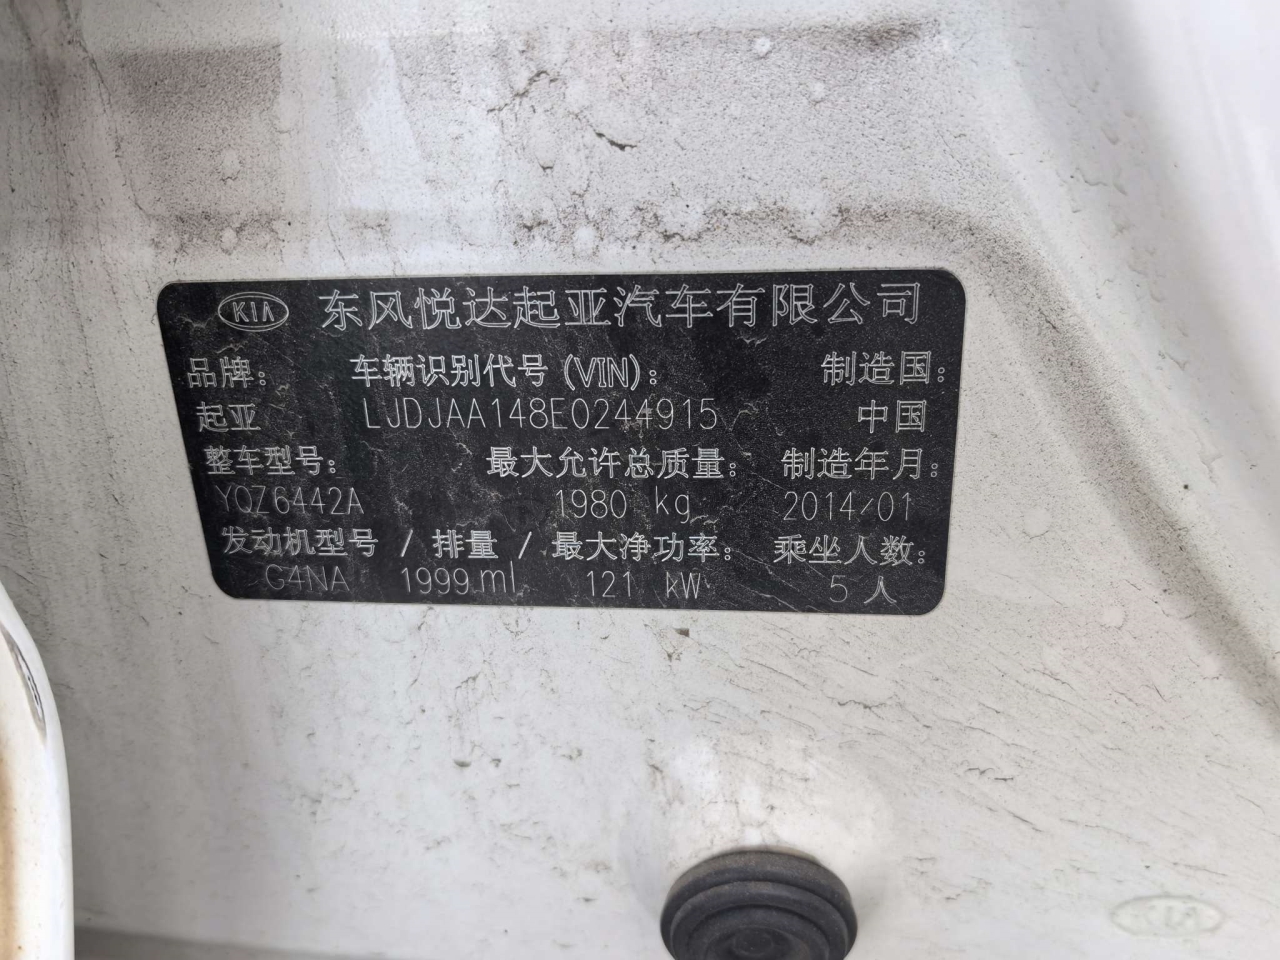 KIA 东风悦达起亚汽车有限公司
品牌： 车辆识别代号(VIN)： 制造国：
起亚 LJDJAA148E0244915 中国
整车型号： 最大允许总质量： 制造年月：
YQZ6442A 1980 kg 2014/01
发动机型号 / 排量 / 最大净功率： 乘坐人数：
G4NA 1999ml 121 kW 5 人
KIA